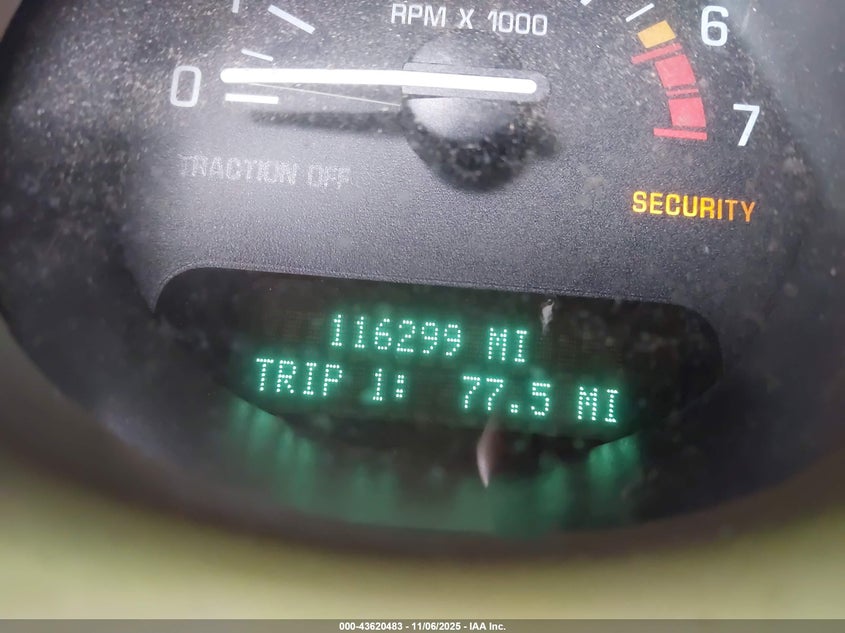 RPM X 1000
6
0
7
TRACTION OFF
SECURITY
116299 MI
TRIP 1: 77.5 MI
000-43620483 - 11/06/2025 - IAA Inc.